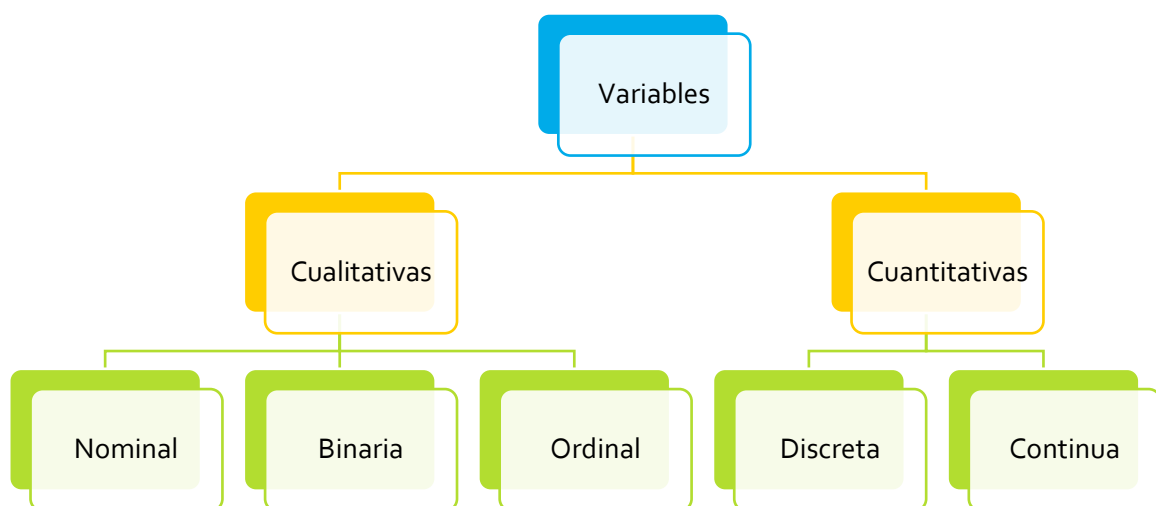 Variables
Cualitativas
Cuantitativas
Nominal
Binaria
Ordinal
Discreta
Continua